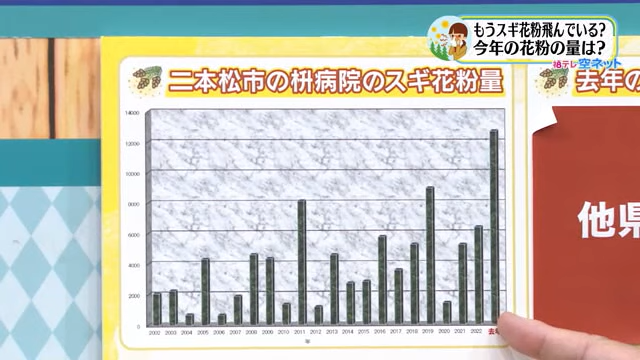 もうスギ花粉飛んでいる?
今年の花粉の量は?
福テレ空ネット
二本松市の枡病院のスギ花粉量
去年の
14000
12000
10000
8000
6000
4000
2000
0
2002 2003 2004 2005 2006 2007 2008 2009 2010 2011 2012 2013 2014 2015 2016 2017 2018 2019 2020 2021 2022 去年
年
他県